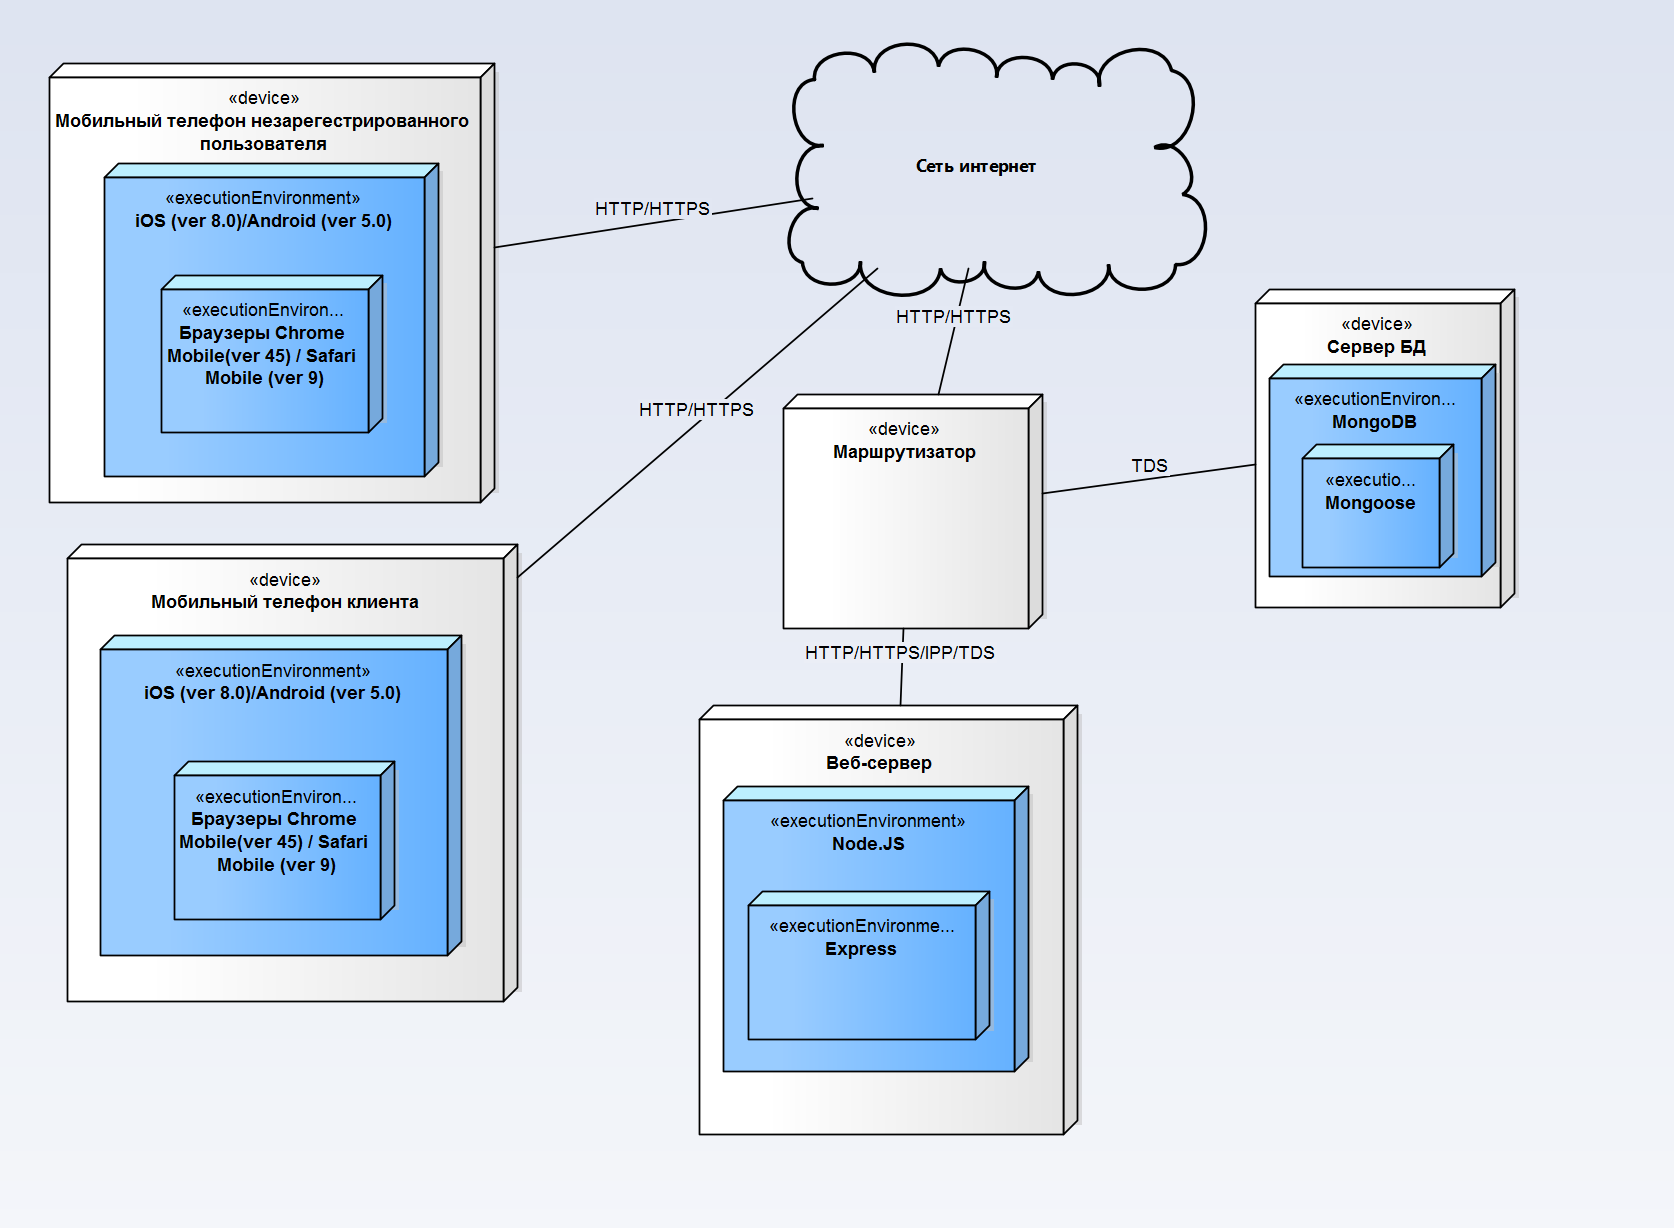 «device»
Мобильный телефон незарегестрированного
пользователя
«executionEnvironment»
iOS (ver 8.0)/Android (ver 5.0)
«executionEnviron...
Браузеры Chrome
Mobile(ver 45) / Safari
Mobile (ver 9)
HTTP/HTTPS
Сеть интернет
HTTP/HTTPS
HTTP/HTTPS
«device»
Маршрутизатор
TDS
«device»
Сервер БД
«executionEnviron...
MongoDB
«executio...
Mongoose
«device»
Мобильный телефон клиента
«executionEnvironment»
iOS (ver 8.0)/Android (ver 5.0)
«executionEnviron...
Браузеры Chrome
Mobile(ver 45) / Safari
Mobile (ver 9)
HTTP/HTTPS/IPP/TDS
«device»
Веб-сервер
«executionEnvironment»
Node.JS
«executionEnvironme...
Express